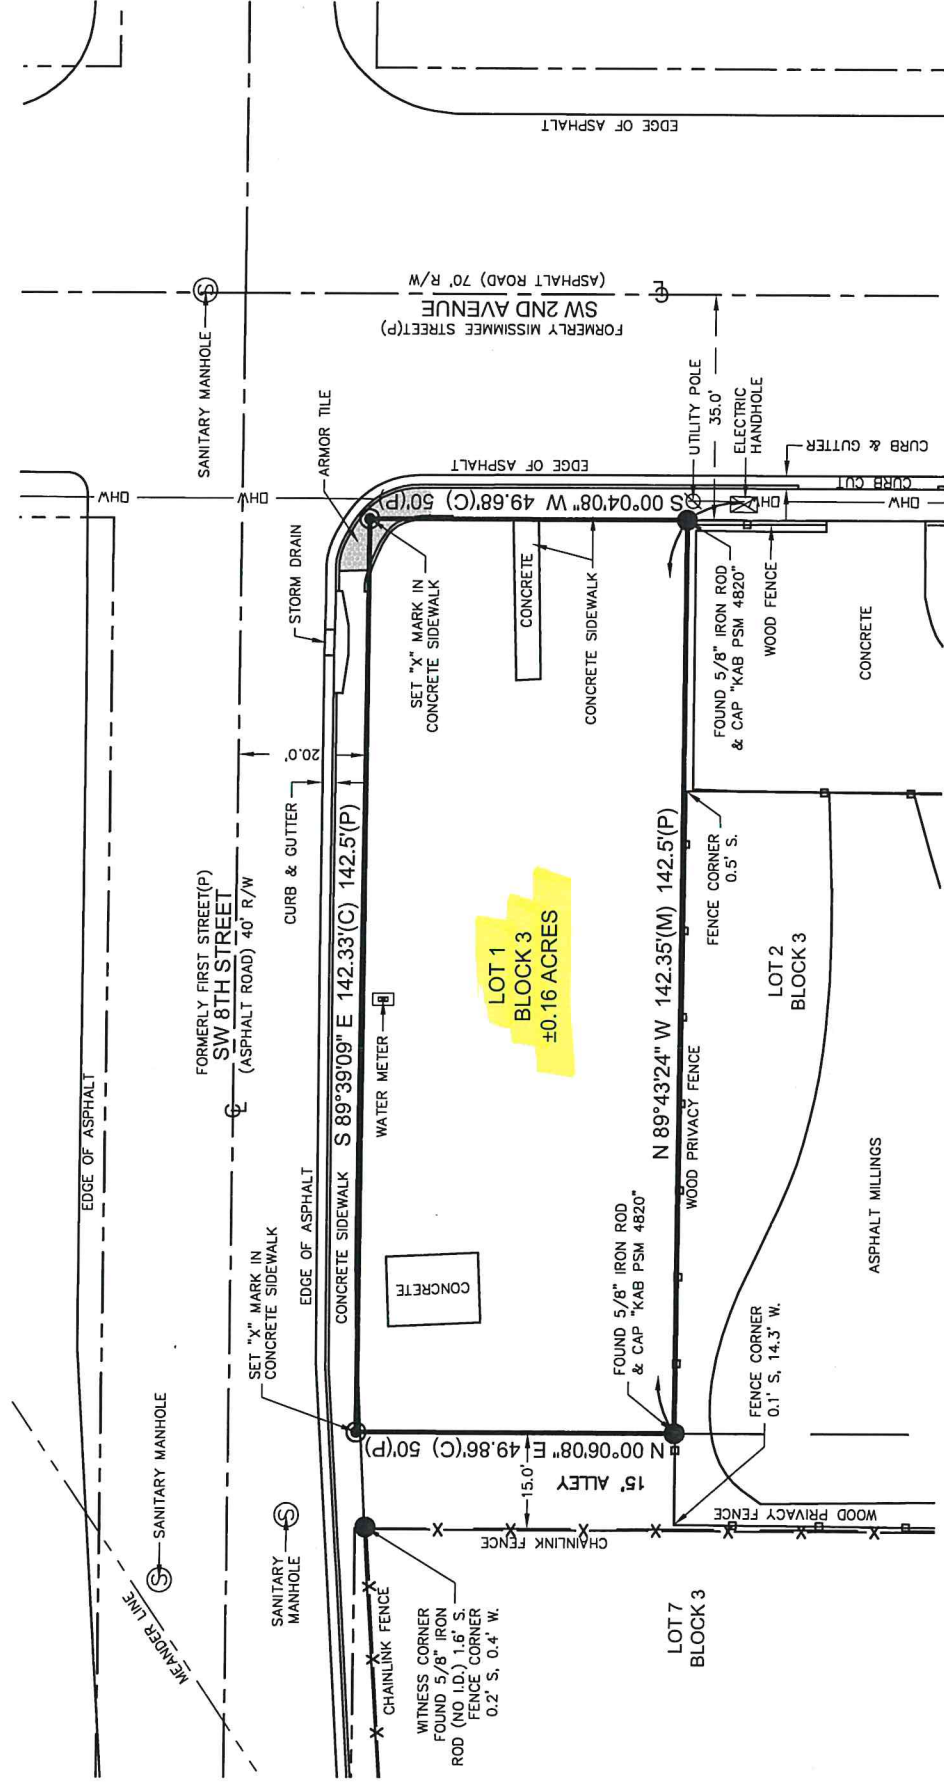 EDGE OF ASPHALT
SANITARY MANHOLE
(ASPHALT ROAD) 70' R/W
SW 2ND AVENUE
FORMERLY MISSIMMEE STREET(P)
ARMOR TILE
UTILITY POLE
35.0'
ELECTRIC
HANDHOLE
CURB & GUTTER
CURB CUT
EDGE OF ASPHALT
OHW
OHW
OHW
OHW
STORM DRAIN
S 00°04'08" W 49.68'(C) 50'(P)
SET "X" MARK IN
CONCRETE SIDEWALK
CONCRETE
CONCRETE SIDEWALK
FOUND 5/8" IRON ROD
& CAP "KAB PSM 4820"
WOOD FENCE
CONCRETE
20.0'
CURB & GUTTER
FORMERLY FIRST STREET(P)
SW 8TH STREET
(ASPHALT ROAD) 40' R/W
S 89°39'09" E 142.33'(C) 142.5'(P)
LOT 1
BLOCK 3
±0.16 ACRES
N 89°43'24" W 142.35'(M) 142.5'(P)
FENCE CORNER
0.5' S.
LOT 2
BLOCK 3
WATER METER
EDGE OF ASPHALT
EDGE OF ASPHALT
CONCRETE SIDEWALK
WOOD PRIVACY FENCE
ASPHALT MILLINGS
SET "X" MARK IN
CONCRETE SIDEWALK
CONCRETE
FOUND 5/8" IRON ROD
& CAP "KAB PSM 4820"
FENCE CORNER
0.1' S, 14.3' W.
SANITARY MANHOLE
N 00°06'08" E 49.86'(C) 50'(P)
15' ALLEY
15.0'
WOOD PRIVACY FENCE
CHAINLINK FENCE
MEANDER LINE
SANITARY
MANHOLE
CHAINLINK FENCE
WITNESS CORNER
FOUND 5/8" IRON
ROD (NO I.D.) 1.6' S.
FENCE CORNER
0.2' S, 0.4' W.
LOT 7
BLOCK 3